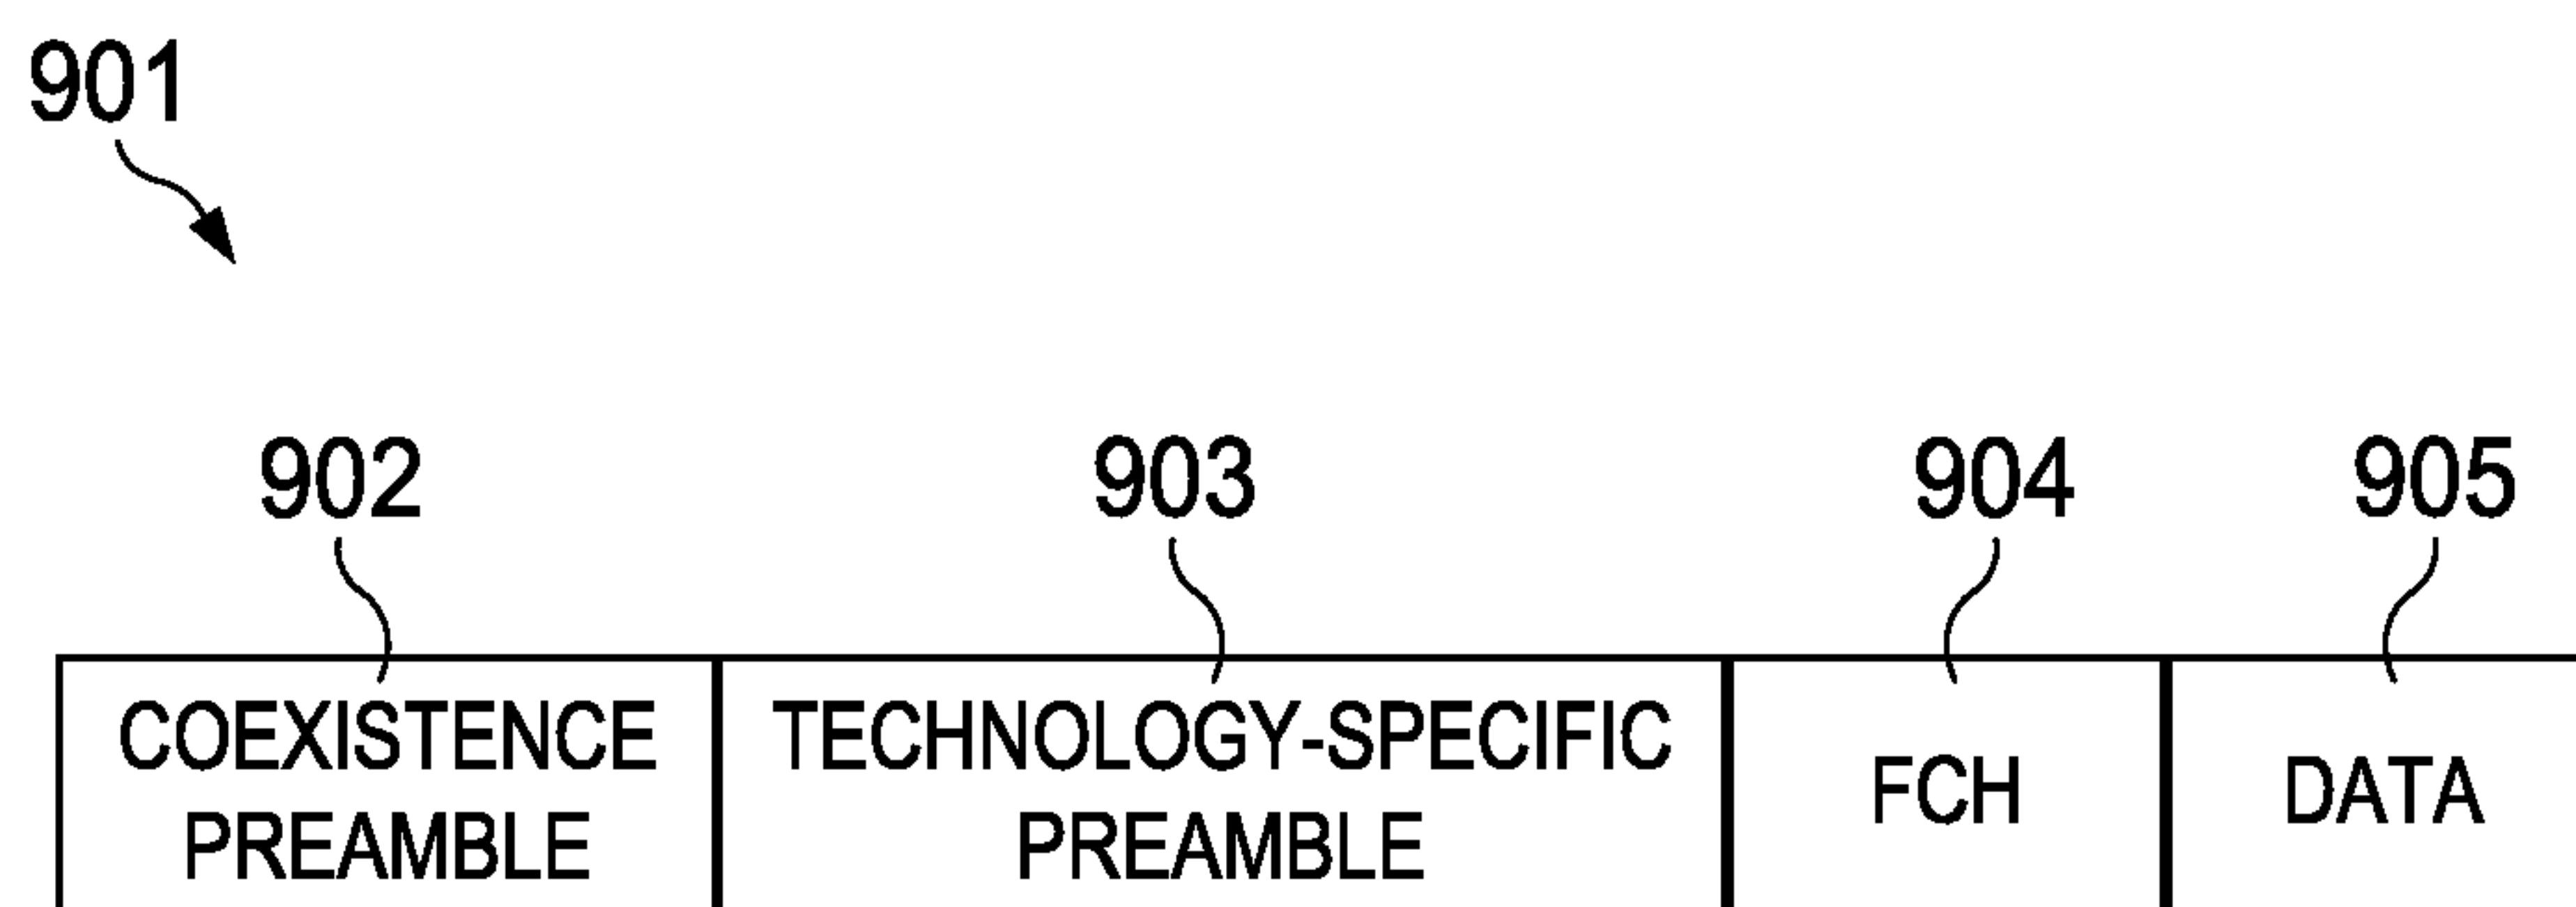 901
902
903
904
905
COEXISTENCE
PREAMBLE
TECHNOLOGY-SPECIFIC
PREAMBLE
FCH
DATA